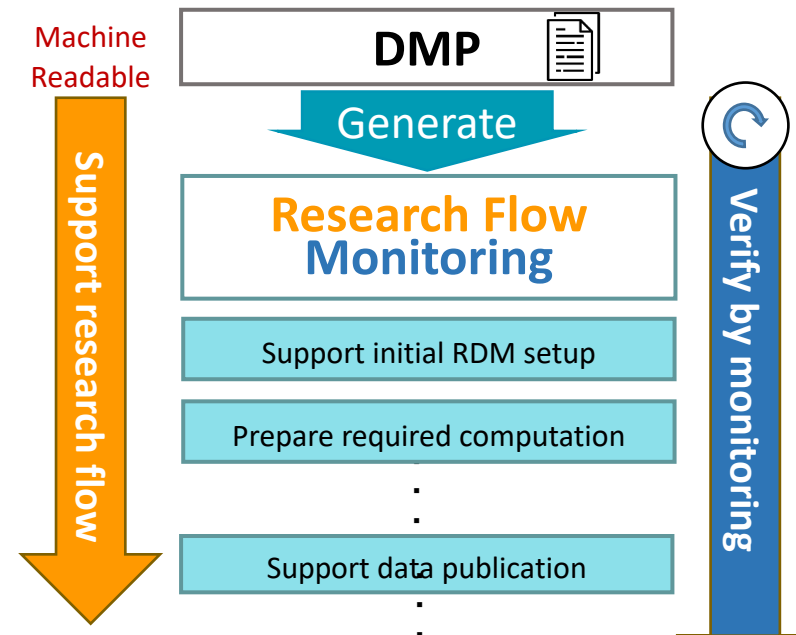 Machine
Readable
DMP
Generate
Support research flow
Research Flow
Monitoring
Verify by monitoring
Support initial RDM setup
Prepare required computation
Support data publication